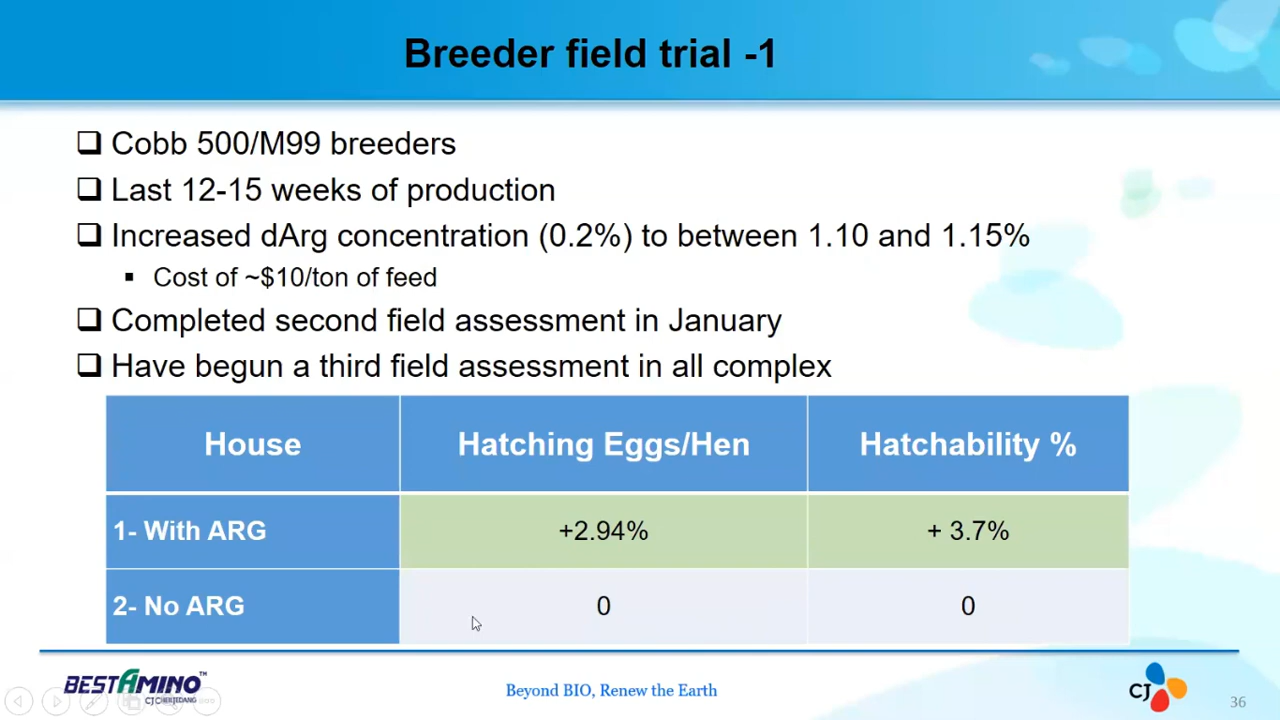 Breeder field trial -1
Cobb 500/M99 breeders
Last 12-15 weeks of production
Increased dArg concentration (0.2%) to between 1.10 and 1.15%
Cost of ~$10/ton of feed
Completed second field assessment in January
Have begun a third field assessment in all complex
House Hatching Eggs/Hen Hatchability %
1- With ARG +2.94% + 3.7%
2- No ARG 0 0
BESTAMINO™
CJ CHEILJEDANG
Beyond BIO, Renew the Earth
CJ
36